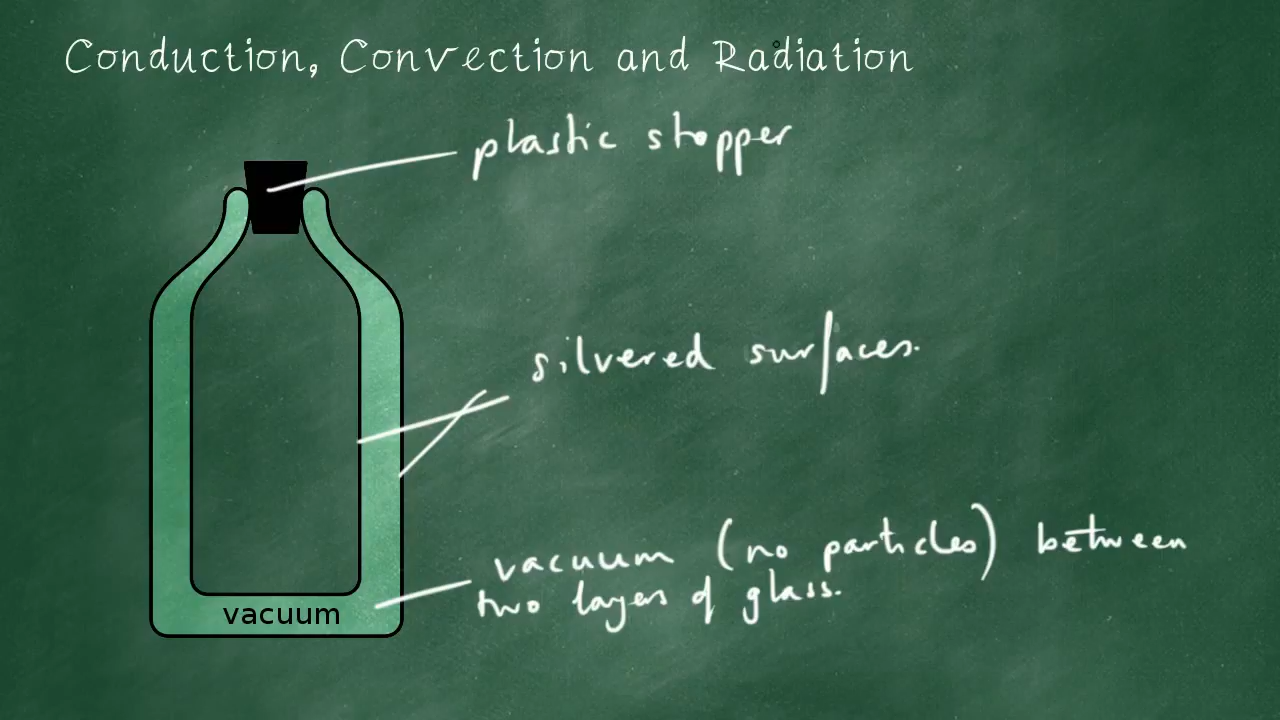 Conduction, Convection and Radiation
plastic stopper
silvered surfaces.
vacuum (no particles) between
two layers of glass.
vacuum